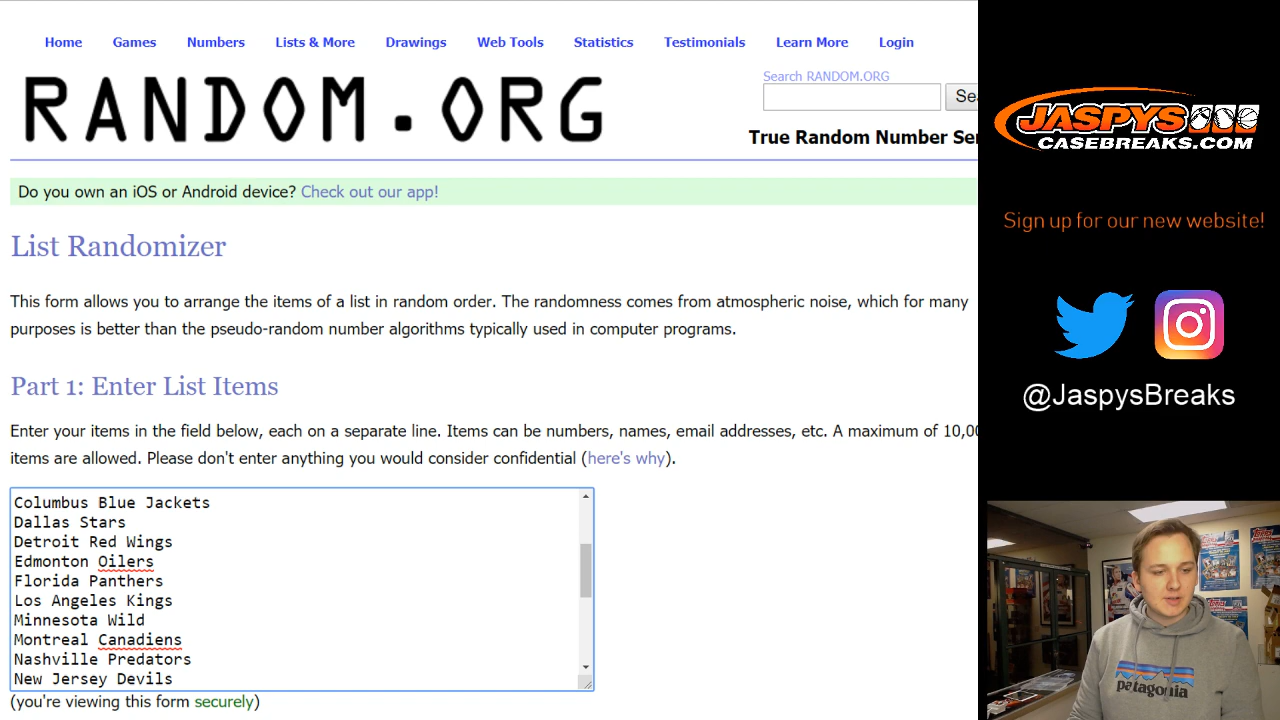 Home Games Numbers Lists & More Drawings Web Tools Statistics Testimonials Learn More Login
RANDOM.ORG
Search RANDOM.ORG
Sea
True Random Number Ser
Do you own an iOS or Android device? Check out our app!
List Randomizer
This form allows you to arrange the items of a list in random order. The randomness comes from atmospheric noise, which for many
purposes is better than the pseudo-random number algorithms typically used in computer programs.
Part 1: Enter List Items
Enter your items in the field below, each on a separate line. Items can be numbers, names, email addresses, etc. A maximum of 10,00
items are allowed. Please don't enter anything you would consider confidential (here's why).
Columbus Blue Jackets
Dallas Stars
Detroit Red Wings
Edmonton Oilers
Florida Panthers
Los Angeles Kings
Minnesota Wild
Montreal Canadiens
Nashville Predators
New Jersey Devils
(you're viewing this form securely)
JASPYS
CASEBREAKS.COM
Sign up for our new website!
@JaspysBreaks
Topps
patagonia